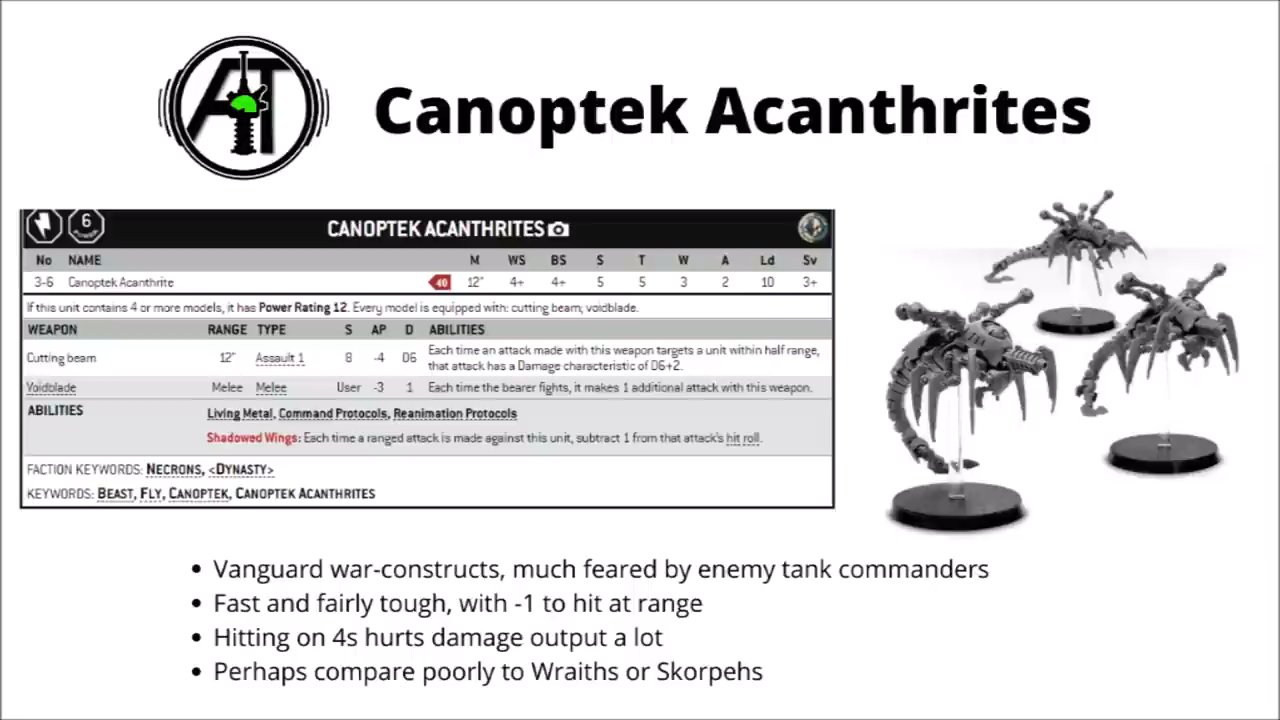 AT
Canoptek Acanthrites
6
CANOPTEK ACANTHRITES
No NAME M WS BS S T W A Ld Sv
3-6 Canoptek Acanthrite 40 12" 4+ 4+ 5 5 3 2 10 3+
If this unit contains 4 or more models, it has Power Rating 12. Every model is equipped with: cutting beam; voidblade.
WEAPON RANGE TYPE S AP D ABILITIES
Cutting beam 12" Assault 1 8 -4 D6 Each time an attack made with this weapon targets a unit within half range,
that attack has a Damage characteristic of D6+2.
Voidblade Melee Melee User -3 1 Each time the bearer fights, it makes 1 additional attack with this weapon.
ABILITIES Living Metal, Command Protocols, Reanimation Protocols
Shadowed Wings: Each time a ranged attack is made against this unit, subtract 1 from that attack's hit roll.
FACTION KEYWORDS: NECRONS, <DYNASTY>
KEYWORDS: BEAST, FLY, CANOPTEK, CANOPTEK ACANTHRITES
• Vanguard war-constructs, much feared by enemy tank commanders
• Fast and fairly tough, with -1 to hit at range
• Hitting on 4s hurts damage output a lot
• Perhaps compare poorly to Wraiths or Skorpehs